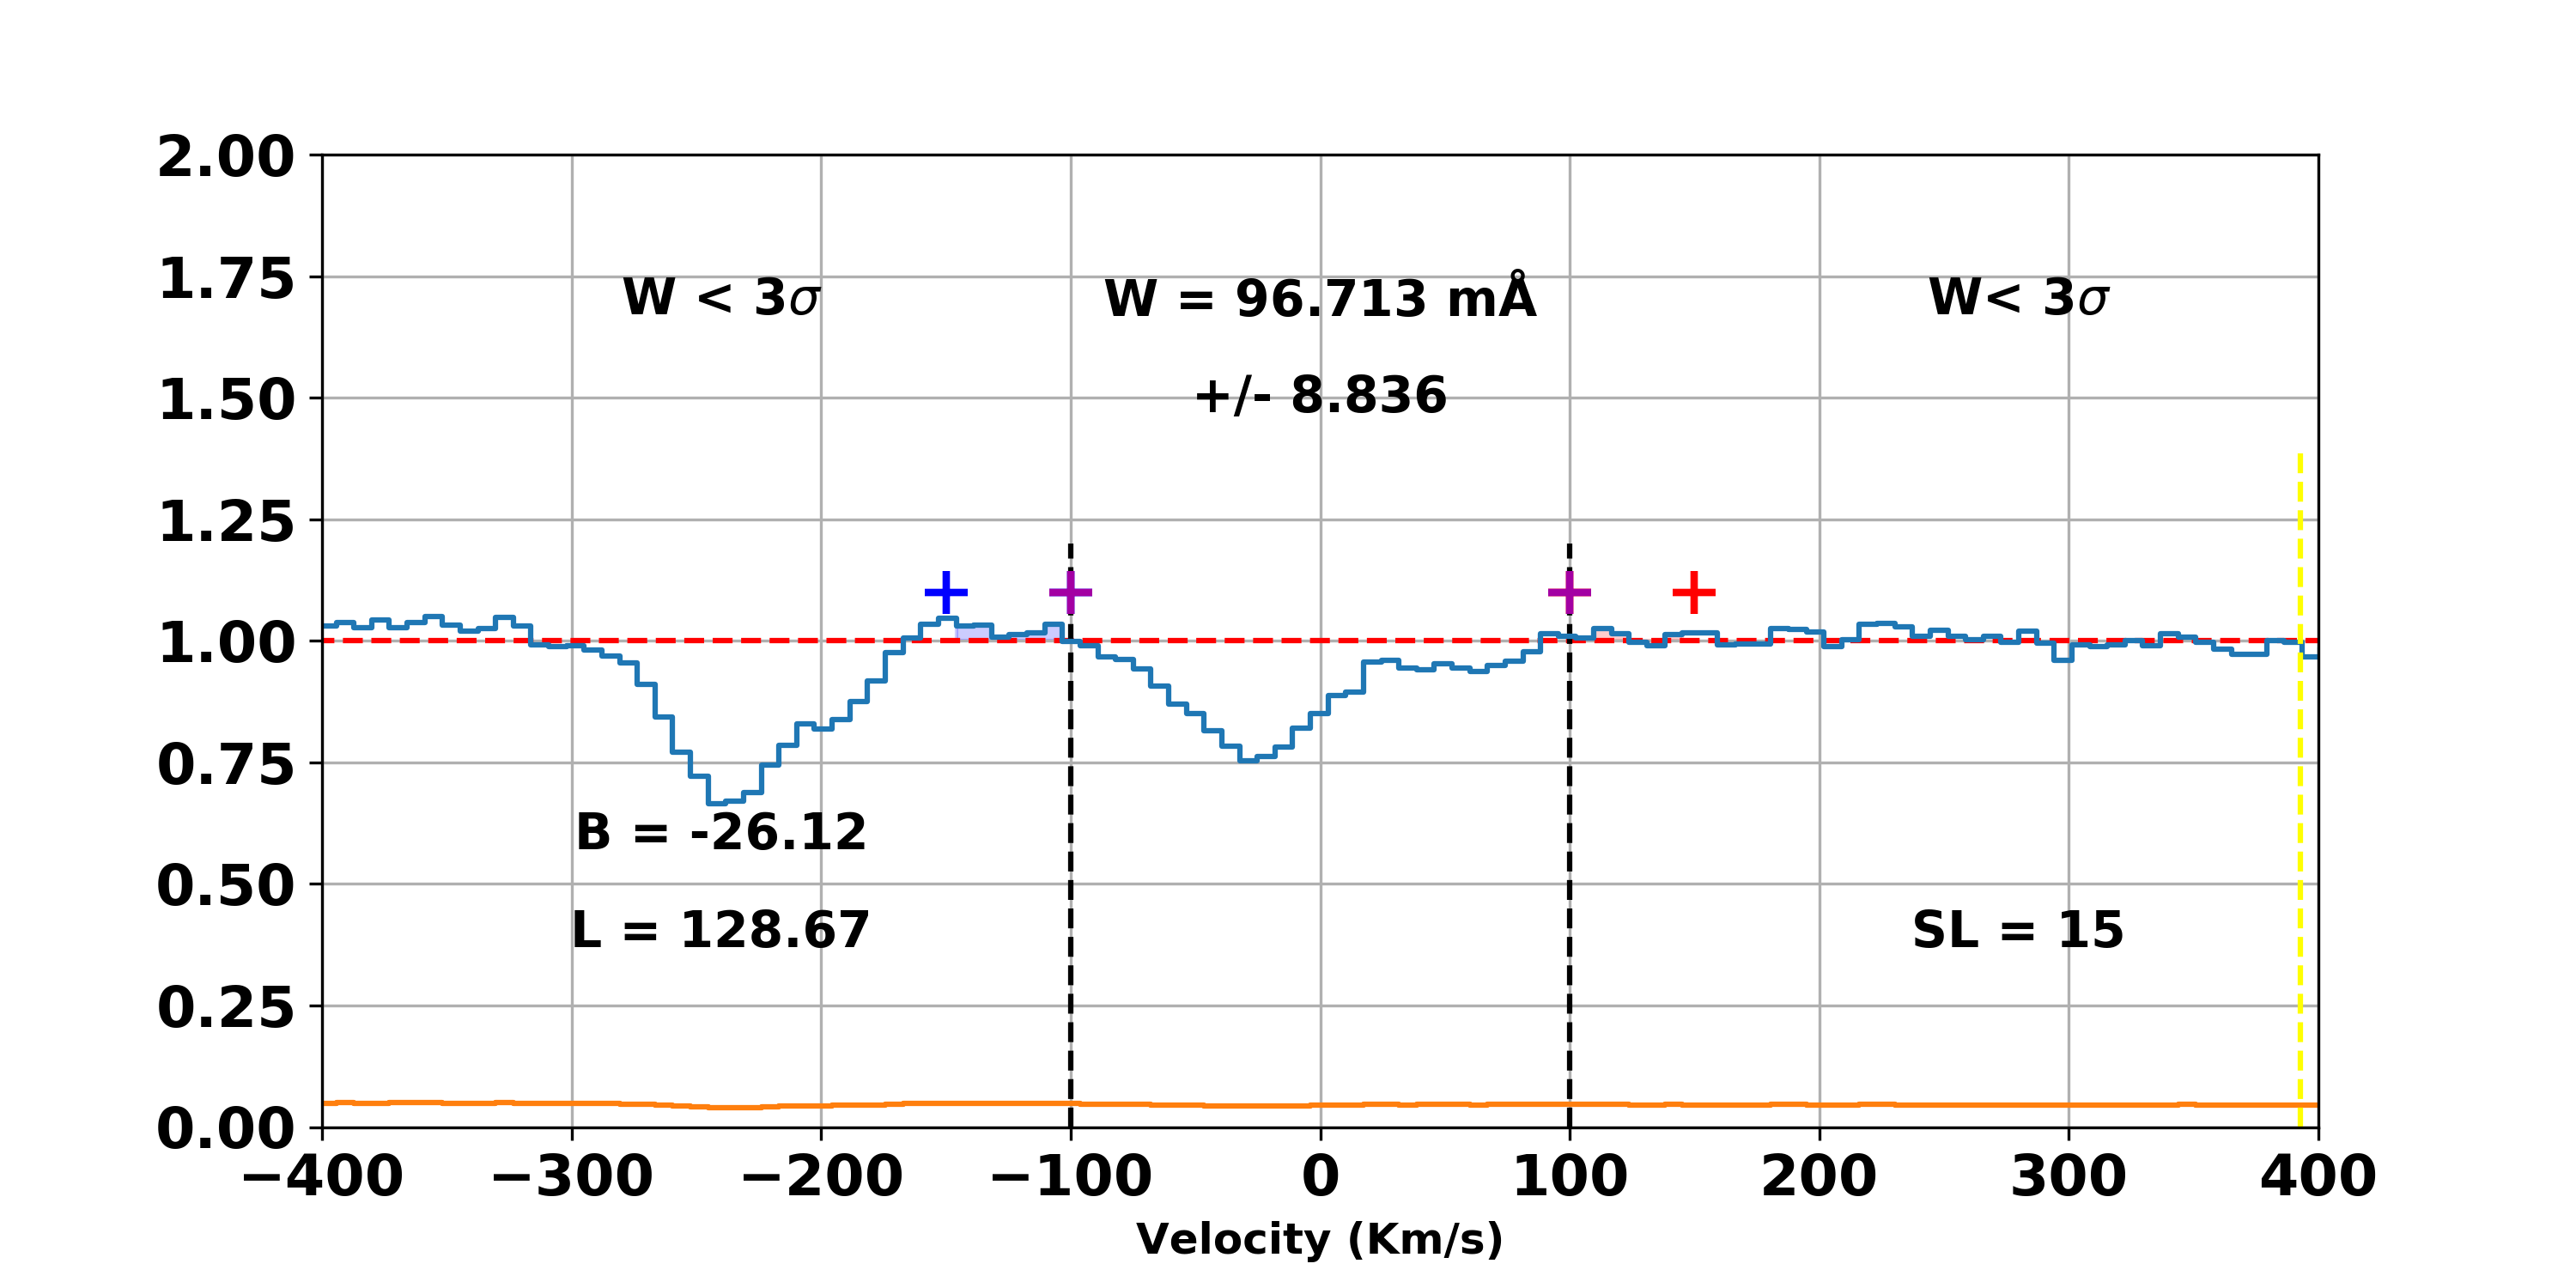 2.00
1.75
W < 3σ
W = 96.713 mÅ
W< 3σ
1.50
+/- 8.836
1.25
1.00
0.75
B = -26.12
0.50
L = 128.67
SL = 15
0.25
0.00
−400 −300 −200 −100 0 100 200 300 400
Velocity (Km/s)